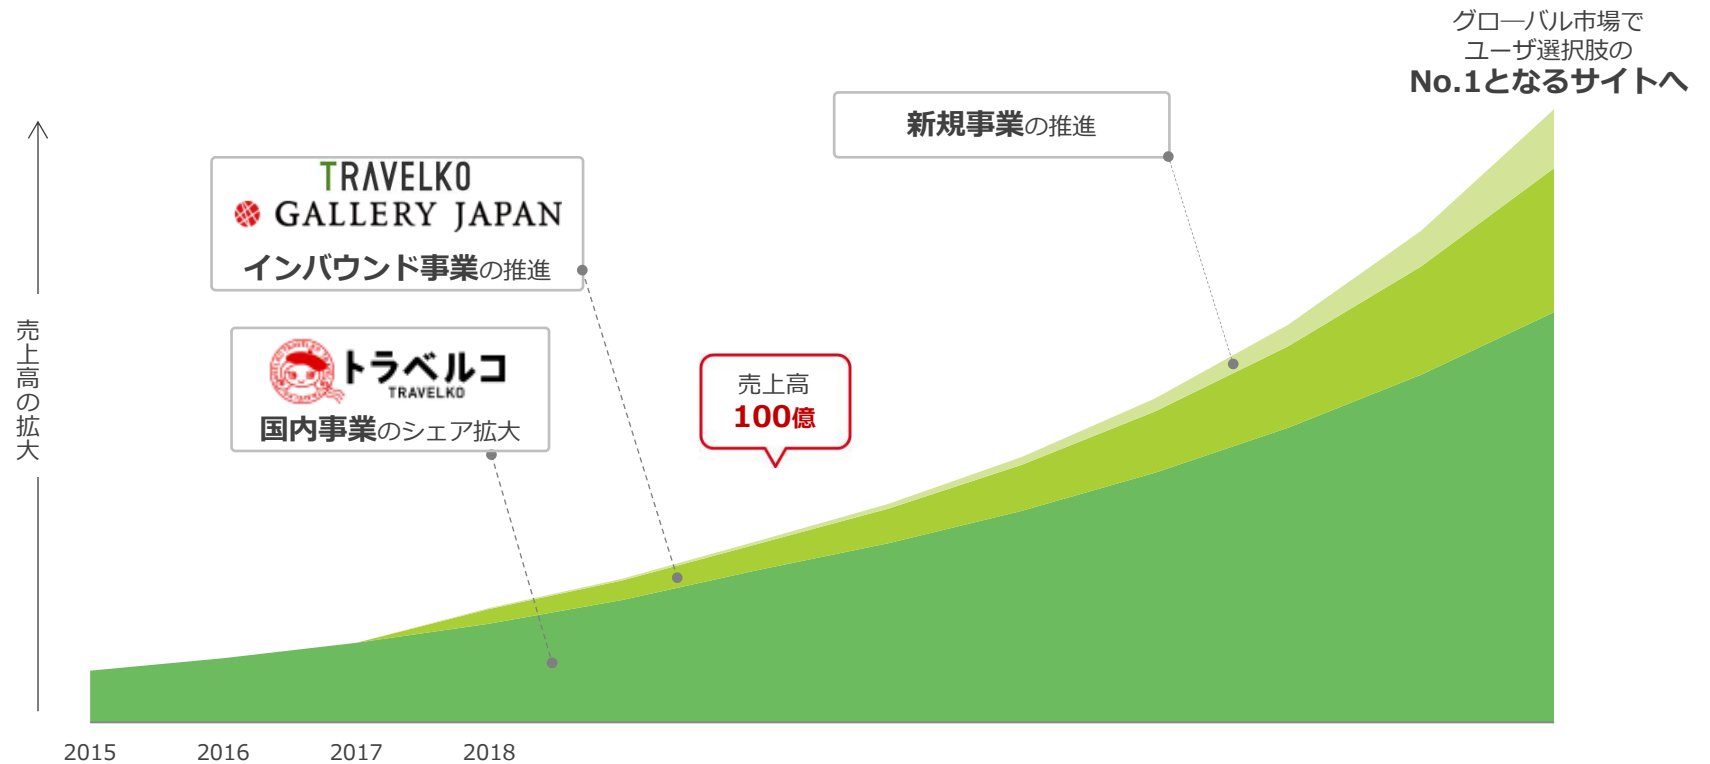 グローバル市場で
ユーザ選択肢の
No.1となるサイトへ
新規事業の推進
TRAVELKO
GALLERY JAPAN
インバウンド事業の推進
トラベルコ
TRAVELKO
国内事業のシェア拡大
売上高
100億
売上高の拡大
2015 2016 2017 2018